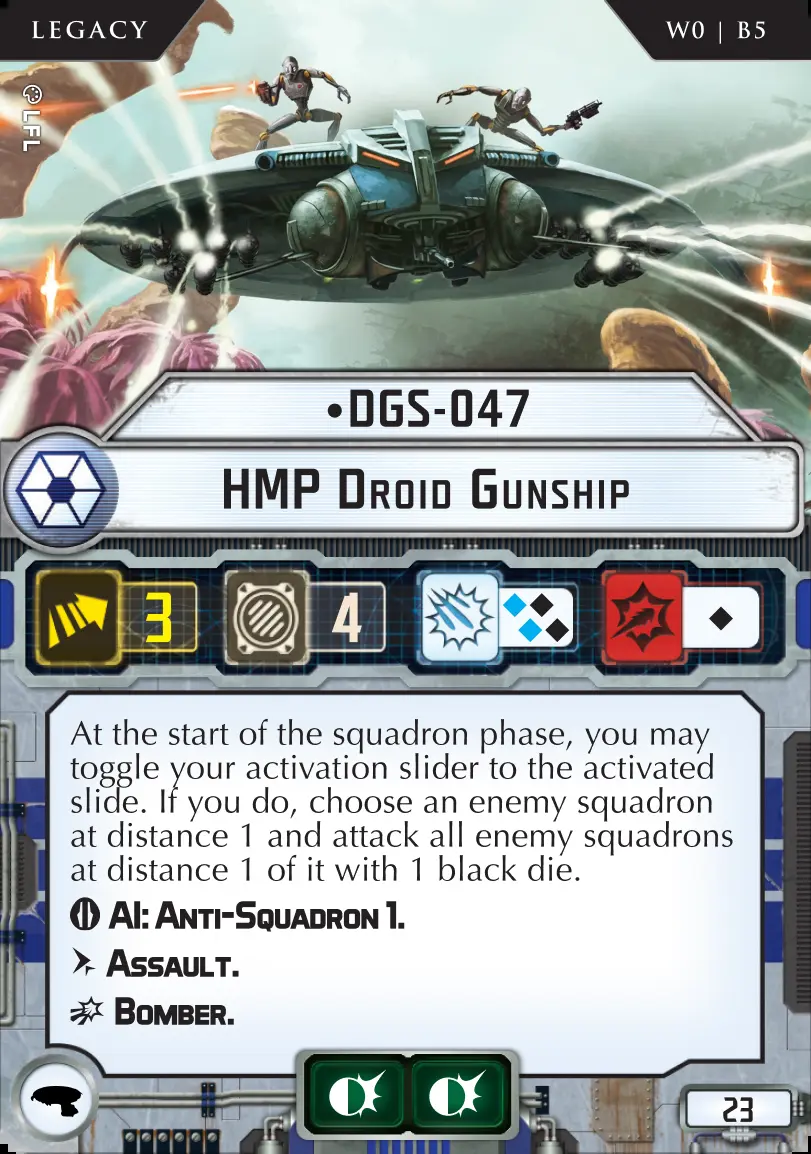 LEGACY
W0 | B5
LFL
•DGS-047
HMP DROID GUNSHIP
3
4
At the start of the squadron phase, you may
toggle your activation slider to the activated
slide. If you do, choose an enemy squadron
at distance 1 and attack all enemy squadrons
at distance 1 of it with 1 black die.
AI: ANTI-SQUADRON 1.
ASSAULT.
BOMBER.
23